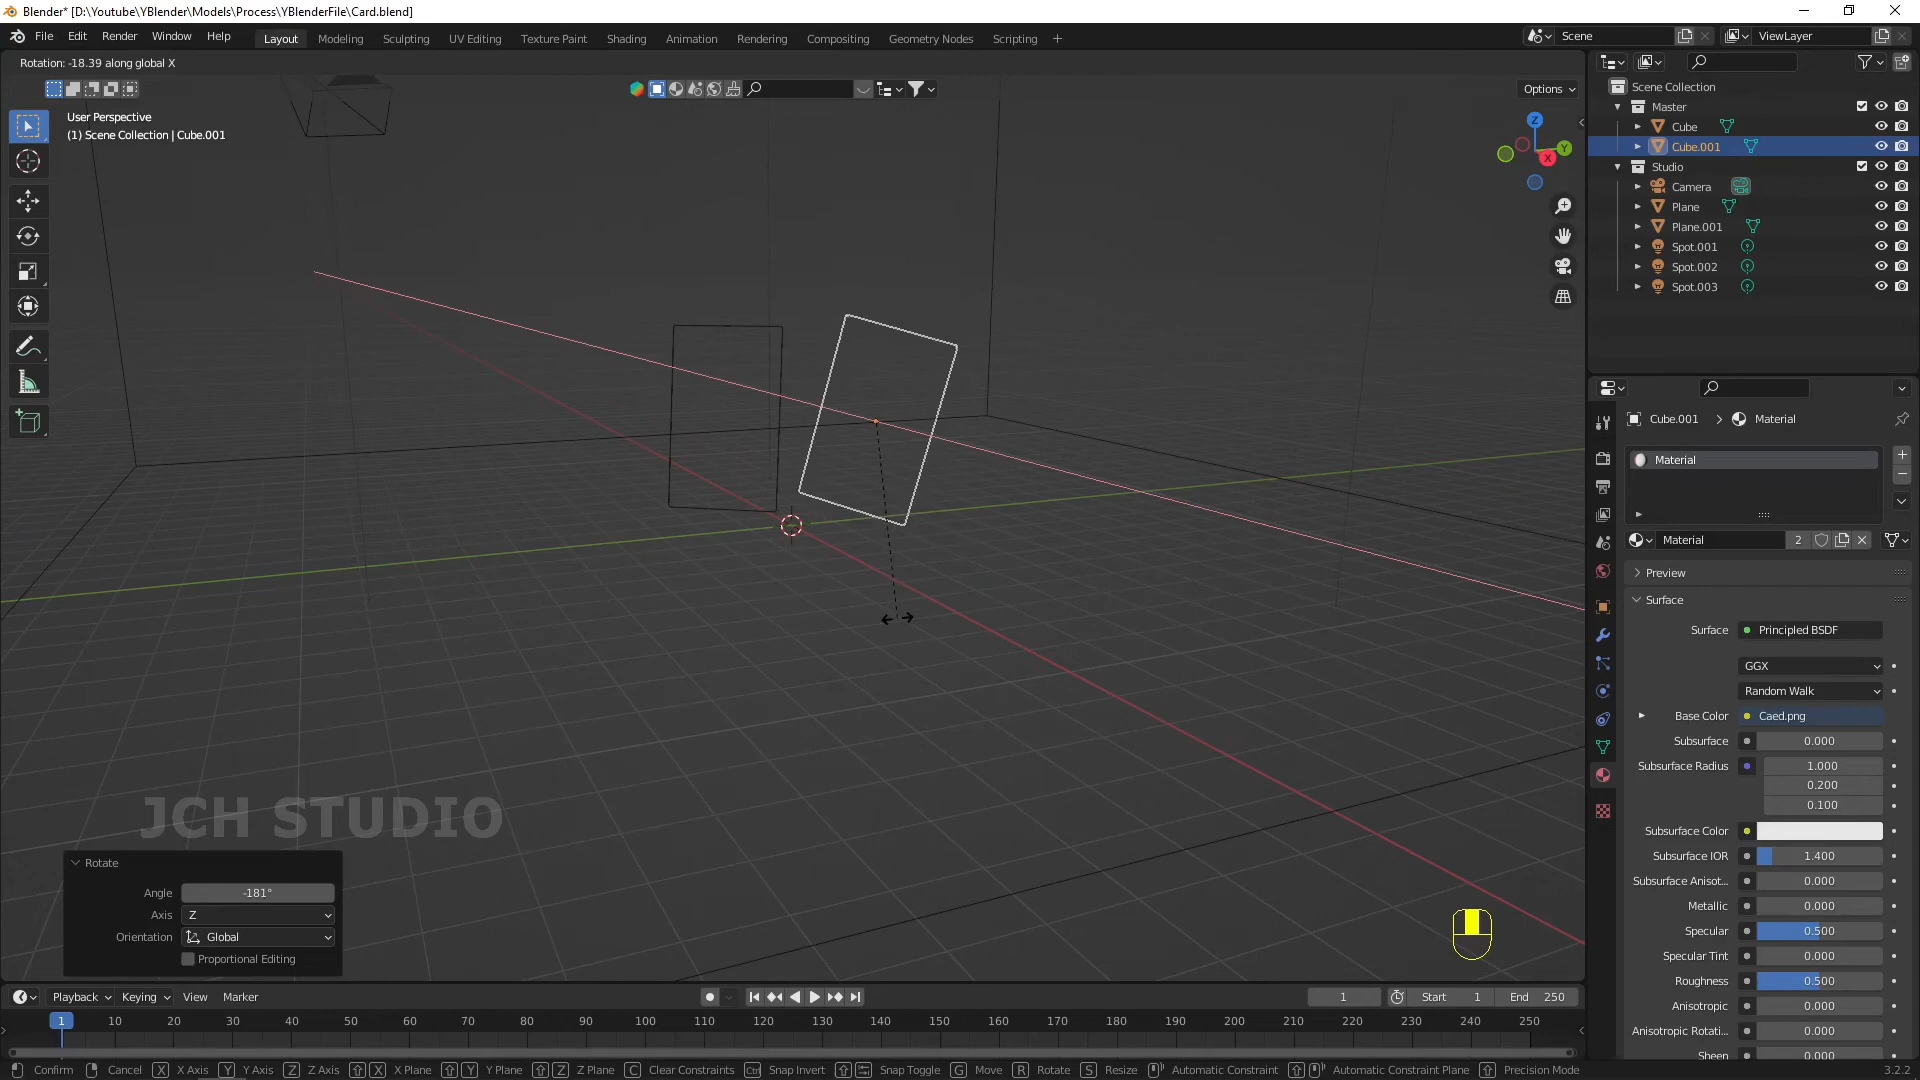 Blender* [D:\Youtube\YBlender\Models\Process\YBlenderFile\Card.blend]
File Edit Render Window Help Layout Modeling Sculpting UV Editing Texture Paint Shading Animation Rendering Compositing Geometry Nodes Scripting + Scene ViewLayer
Rotation: -18.39 along global X
Options
User Perspective
(1) Scene Collection | Cube.001
Z
Y
X
Scene Collection
Master
Cube
Cube.001
Studio
Camera
Plane
Plane.001
Spot.001
Spot.002
Spot.003
Cube.001 > Material
Material
Material 2
Preview
Surface
Surface Principled BSDF
GGX
Random Walk
Base Color Caed.png
Subsurface 0.000
Subsurface Radius 1.000
0.200
0.100
Subsurface Color
Subsurface IOR 1.400
Subsurface Anisot... 0.000
Metallic 0.000
Specular 0.500
Specular Tint 0.000
Roughness 0.500
Anisotropic 0.000
Anisotropic Rotati... 0.000
Sheen 0.000
JCH STUDIO
Rotate
Angle -181°
Axis Z
Orientation Global
Proportional Editing
Playback Keying View Marker 1 Start 1 End 250
1 10 20 30 40 50 60 70 80 90 100 110 120 130 140 150 160 170 180 190 200 210 220 230 240 250
Confirm Cancel X X Axis Y Y Axis Z Z Axis X X Plane Y Y Plane Z Z Plane C Clear Constraints Ctrl Snap Invert Snap Toggle G Move R Rotate S Resize Automatic Constraint Automatic Constraint Plane Precision Mode 3.2.2